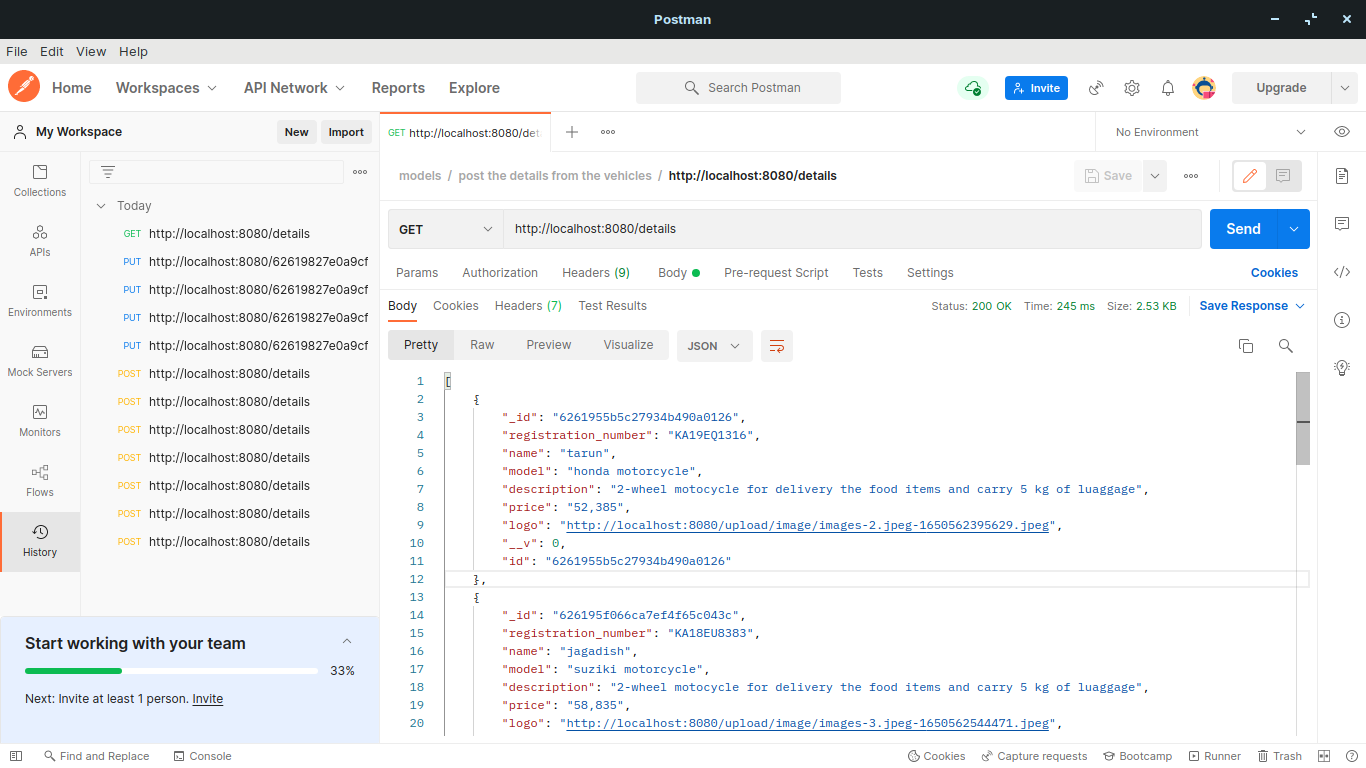 Postman
File Edit View Help
Home Workspaces API Network Reports Explore Search Postman Invite Upgrade
My Workspace New Import GET http://localhost:8080/det No Environment
Collections
APIs
Environments
Mock Servers
Monitors
Flows
History
Today
GET http://localhost:8080/details
PUT http://localhost:8080/62619827e0a9cf
PUT http://localhost:8080/62619827e0a9cf
PUT http://localhost:8080/62619827e0a9cf
PUT http://localhost:8080/62619827e0a9cf
POST http://localhost:8080/details
POST http://localhost:8080/details
POST http://localhost:8080/details
POST http://localhost:8080/details
POST http://localhost:8080/details
POST http://localhost:8080/details
POST http://localhost:8080/details
Start working with your team
33%
Next: Invite at least 1 person. Invite
models / post the details from the vehicles / http://localhost:8080/details Save
GET http://localhost:8080/details Send
Params Authorization Headers (9) Body Pre-request Script Tests Settings Cookies
Body Cookies Headers (7) Test Results Status: 200 OK Time: 245 ms Size: 2.53 KB Save Response
Pretty Raw Preview Visualize JSON
1 [
2 {
3 "_id": "6261955b5c27934b490a0126",
4 "registration_number": "KA19EQ1316",
5 "name": "tarun",
6 "model": "honda motorcycle",
7 "description": "2-wheel motocycle for delivery the food items and carry 5 kg of luaggage",
8 "price": "52,385",
9 "logo": "http://localhost:8080/upload/image/images-2.jpeg-1650562395629.jpeg",
10 "__v": 0,
11 "id": "6261955b5c27934b490a0126"
12 },
13 {
14 "_id": "626195f066ca7ef4f65c043c",
15 "registration_number": "KA18EU8383",
16 "name": "jagadish",
17 "model": "suziki motorcycle",
18 "description": "2-wheel motocycle for delivery the food items and carry 5 kg of luaggage",
19 "price": "58,835",
20 "logo": "http://localhost:8080/upload/image/images-3.jpeg-1650562544471.jpeg",
Find and Replace Console Cookies Capture requests Bootcamp Runner Trash